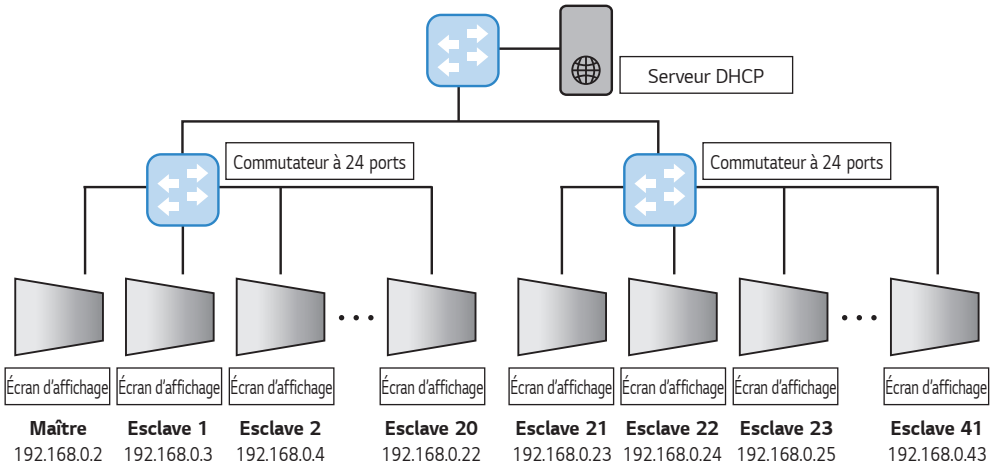 Serveur DHCP
Commutateur à 24 ports
Commutateur à 24 ports
Écran d'affichage
Écran d'affichage
Écran d'affichage
Écran d'affichage
Écran d'affichage
Écran d'affichage
Écran d'affichage
Écran d'affichage
Maître
Esclave 1
Esclave 2
Esclave 20
Esclave 21
Esclave 22
Esclave 23
Esclave 41
192.168.0.2
192.168.0.3
192.168.0.4
192.168.0.22
192.168.0.23
192.168.0.24
192.168.0.25
192.168.0.43